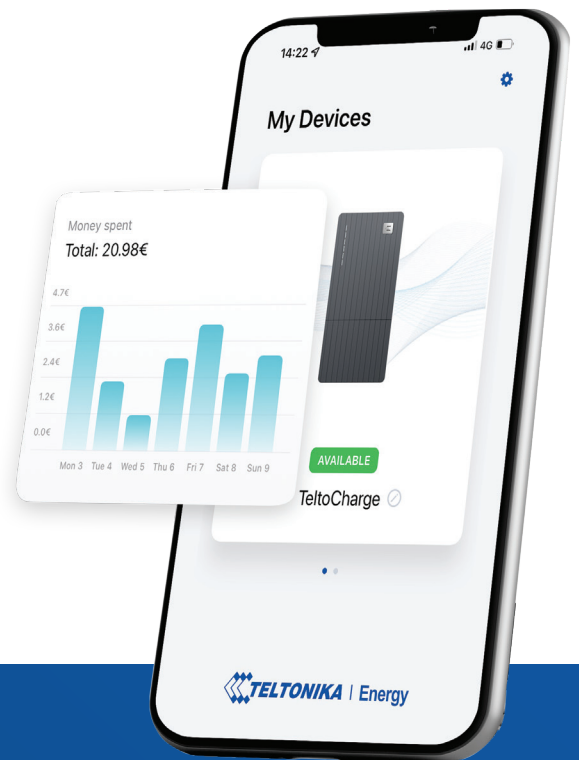 14:22
4G
My Devices
Money spent
Total: 20.98€
4.7€
3.6€
2.4€
1.2€
0.0€
Mon 3 Tue 4 Wed 5 Thu 6 Fri 7 Sat 8 Sun 9
AVAILABLE
TeltoCharge
TELTONIKA | Energy